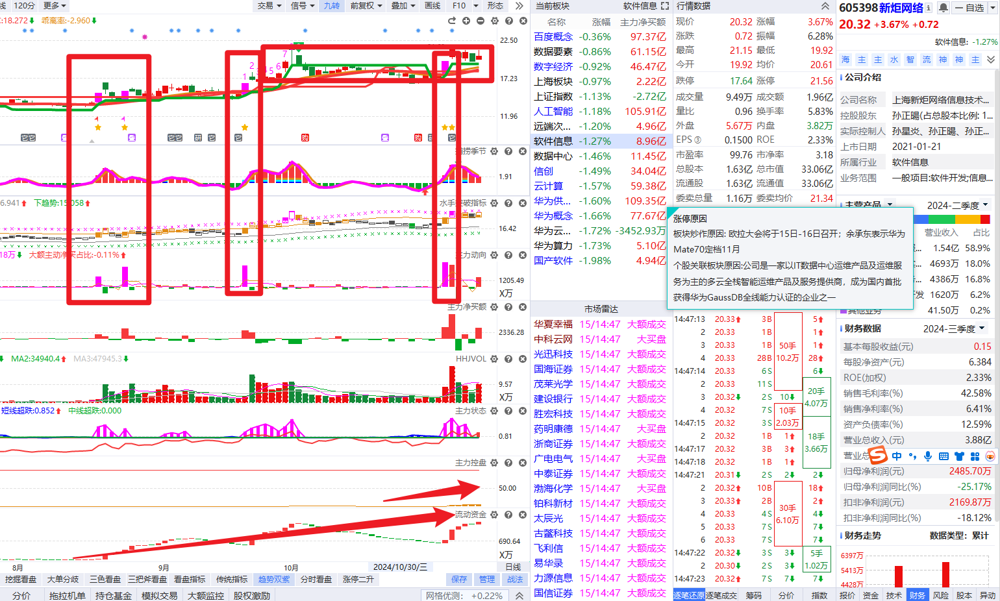 线 120分 更多
交易 信号 九转 前复权 叠加 画线 F10 形态
:18.272 乖离率:-2.960
22.50
17.23
11.96
1 2 3 4 5 6 7
捞季节
1.91
6.941 下趋势:15.058
水手突破指标
16.42
18万 大额主动净买占比:-0.11%
主力动向
1205.49
X万
主力净买额
2336.28
MA2:34940.4 MA3:47945.3
HHJVOL
9.57
X万
短线超跌:0.852 中线超跌:0.000
主力状态
0.81
主力控盘
50.00
流动资金
690.64
X万
8月 9月 10月 2024/10/30/三 日线
挖掘看盘 大单分歧 三色看盘 三把斧看盘 看盘指标 传统指标 趋势双紫 分时看盘 涨停二升 保存 管理 战法
分价 拖拉机单 持仓基金 模拟交易 大额监控 股权激励 网格优测: +0.22%
当前板块 软件信息
名称 涨幅 主力净买额
百度概念 -0.36% 97.37亿
数据要素 -0.86% 61.15亿
数字经济 -0.92% 46.47亿
上海板块 -0.97% 2.22亿
上证指数 -1.13% -2.72亿
人工智能 -1.18% 105.91亿
远端次... -1.20% 4.96亿
软件信息 -1.27% 8.96亿
数据中心 -1.46% 11.45亿
信创 -1.49% 34.04亿
云计算 -1.57% 59.38亿
华为供... -1.60% 109.35亿
华为概念 -1.66% 77.67亿
华为云... -1.72% -3452.93万
华为算力 -1.73% 5.10亿
国产软件 -1.98% 4.94亿
市场雷达
华夏幸福 15/14:47 大额成交
中科云网 15/14:47 大买盘
光迅科技 15/14:47 大额成交
国海证券 15/14:47 大额成交
茂莱光学 15/14:47 大额成交
建设银行 15/14:47 大额成交
胜宏科技 15/14:47 大额成交
药明康德 15/14:47 大买盘
浙商证券 15/14:47 大额成交
广电电气 15/14:47 大买盘
中泰证券 15/14:47 大额成交
渤海化学 15/14:47 大买盘
铂科新材 15/14:47 大额成交
太辰光 15/14:47 大额成交
古鳌科技 15/14:47 大额成交
飞利信 15/14:47 大额成交
易华录 15/14:47 大额成交
力源信息 15/14:47 大额成交
国信证券 15/14:47 大额成交
行情数据
现价 20.32 涨幅 3.67%
涨跌 0.72 振幅 6.28%
最高 21.15 最低 19.92
今开 19.92 均价 20.61
跌停 17.64 涨停 21.56
成交量 9.49万 成交额 1.96亿
量比 0.96 换手率 5.83%
外盘 5.67万 内盘 3.82万
EPS③ 0.1500 ROE 2.33%
市盈率 99.76 市净率 3.18
总股本 1.63亿 总市值 33.06亿
流通股 1.63亿 流通值 33.06亿
委卖总量 1.16万 委卖均价 21.34
涨停原因
板块炒作原因: 欧拉大会将于15日-16日召开；余承东表示华为
Mate70定档11月
个股关联板块原因:公司是一家以IT数据中心运维产品及运维服
务为主的多云全栈智能运维产品及服务提供商，成为国内首批
获得华为GaussDB全线能力认证的企业之一
14:47:13 20.33 3B 5
2 20.33 1B 1
3 20.33 1B 1
4 20.33 28B 28
14:47:14 20.33 6S 6
2 20.33 11S
3 20.32 2S 10
4 20.32 7S
14:47:15 20.32 3S
2 20.32 1B 1
14:47:17 20.32 3B 3
14:47:18 20.32 1B 1
14:47:21 20.31 2S 2 2
2 20.32 10B 18
3 20.33 2B 2
4 20.33 4S 4
5 20.33 7S 7
6 20.33 7S 7
14:47:22 20.32 3S 3
2 20.30 2S 3
14:47:23 20.32 7S 7 7
50手
10.2万
20手
4.07万
10手
2.03万
18手
3.66万
30手
6.10万
5手
1.02万
逐笔还原 逐笔成交 筹码 分价 指数
605398 新炬网络 自选
20.32 +3.67% +0.72
软件信息: -1.27%
海 主 主 水 智 流 神 神 主
公司介绍
公司名称 上海新炬网络信息技术...
控股股东 孙正暘(占总股本比例: 1...
实际控制人 孙星炎、孙正暘、孙正...
上市日期 2021-01-21
所属行业 软件信息
业务范围 一般项目:软件开发;信息...
主营产品 2024-二季度
营业收入 占比
1.54亿 58.9%
4693万 18.0%
4386万 16.8%
发 1620万 6.2%
其他业务 41.50万 0.2%
财务数据 2024-三季度
基本每股收益(元) 0.15
每股净资产(元) 6.384
ROE(加权) 2.33%
销售毛利率(%) 42.58%
销售净利率(%) 6.41%
资产负债率(%) 12.59%
营业总收入(元) 3.88亿
营业总
中
归母净利润(元) 2485.70万
归母净利润同比(%) -25.17%
扣非净利润(元) 2169.87万
扣非净利润同比(%) -18.12%
财务走势 数据类型: 累计
6397万
5413万
4428万
报价 资金 技术 财务 风险 股本 异动